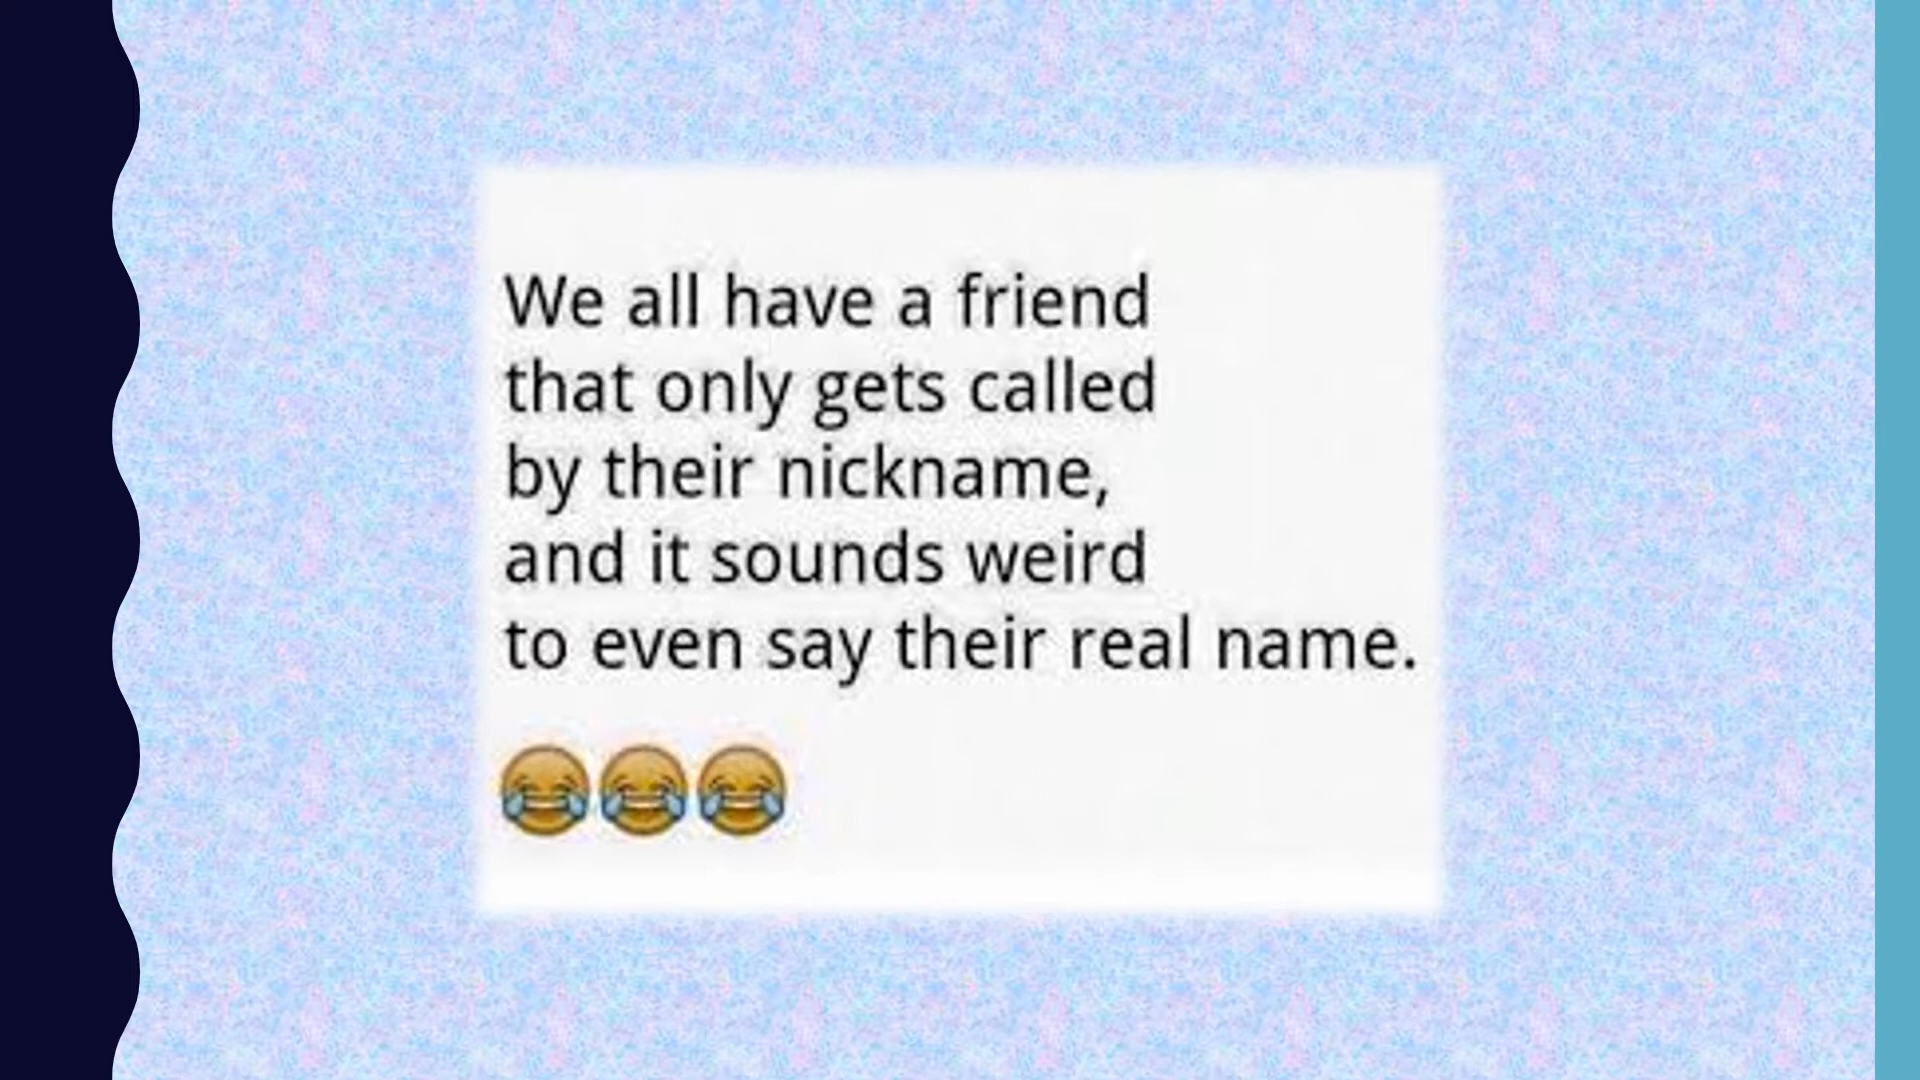 We all have a friend
that only gets called
by their nickname,
and it sounds weird
to even say their real name.
😂😂😂